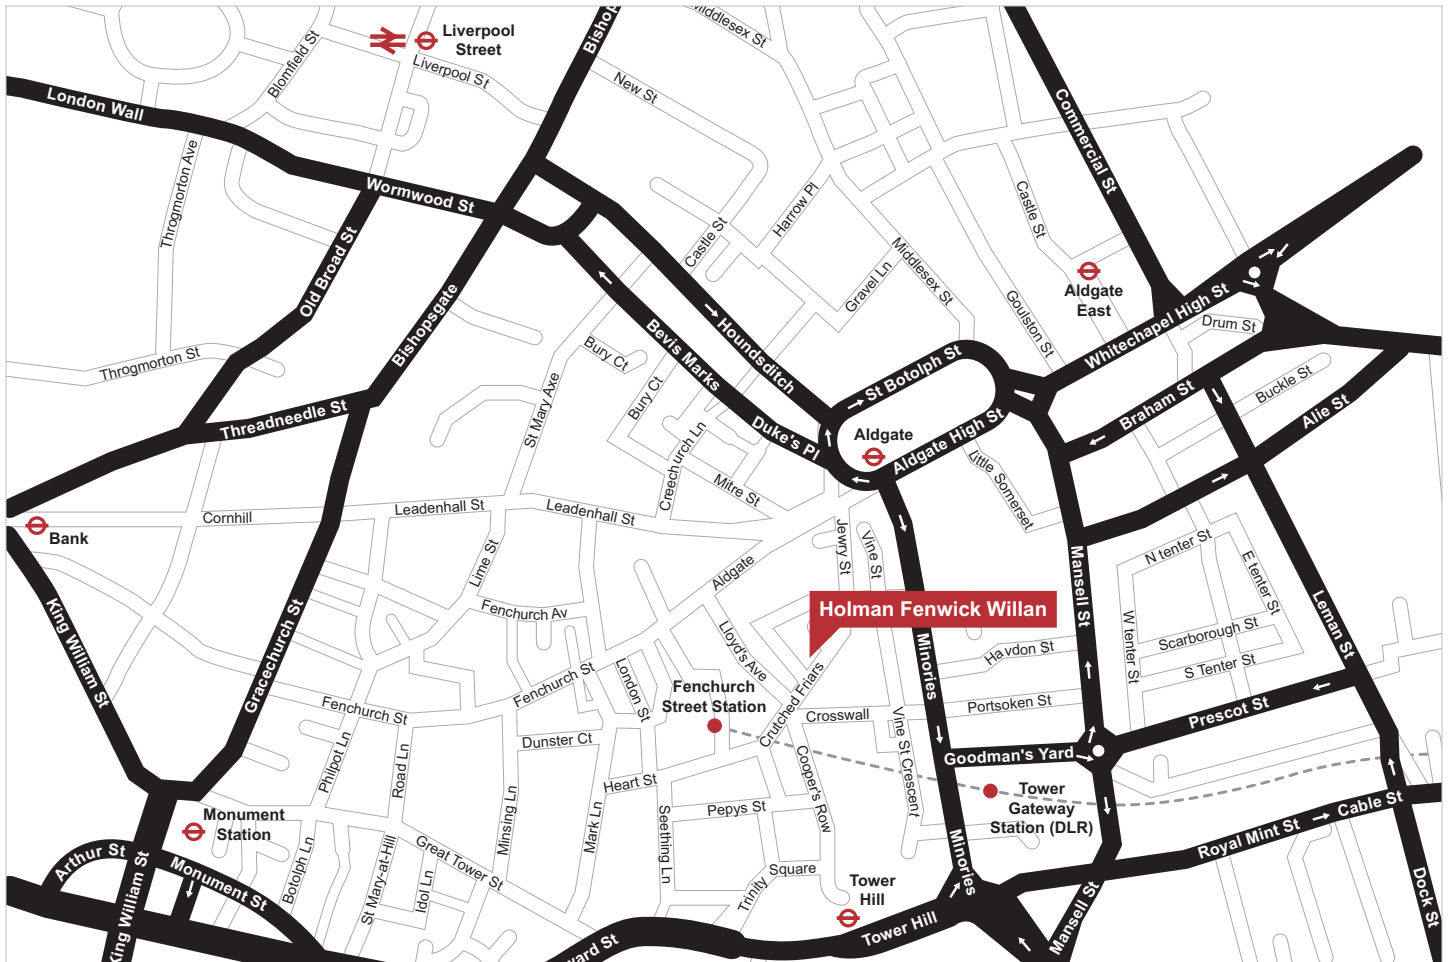 Liverpool
Street
Bishop
Middlesex St
Blomfield St
Liverpool St
New St
London Wall
Commercial St
Throgmorton Ave
Wormwood St
Harrow Pl
Castle St
Castle St
Old Broad St
Middlesex St
Gravel Ln
Goulston St
Aldgate
East
Whitechapel High St
Drum St
Bishopsgate
Houndsditch
Bevis Marks
Bury Ct
Bury Ct
Throgmorton St
St Botolph St
Buckle St
Braham St
Alie St
Threadneedle St
St Mary Axe
Duke's Pl
Aldgate
Aldgate High St
Creechurch Ln
Mitre St
Little Somerset
Leadenhall St
Leadenhall St
Cornhill
Bank
Jewry St
Vine St
Aldgate
Lime St
N tenter St
E tenter St
Mansell St
Fenchurch Av
Holman Fenwick Willan
King William St
Gracechurch St
Lloyd's Ave
Minories
W tenter St
Scarborough St
Leman St
Haydon St
S Tenter St
Fenchurch St
London St
Fenchurch
Street Station
Crutched Friars
Crosswall
Portsoken St
Prescot St
Fenchurch St
Vine St Crescent
Dunster Ct
Goodman's Yard
Philpot Ln
Road Ln
Cooper's Row
Heart St
Tower
Gateway
Station (DLR)
Pepys St
Cable St
Royal Mint St
Monument
Station
Minsing Ln
Mark Ln
Seething Ln
Arthur St
Monument St
King William St
Botolph Ln
St Mary-at-Hill
Idol Ln
Great Tower St
Trinity
Square
Tower
Hill
Minories
Tower Hill
Mansell St
Dock St
ward St